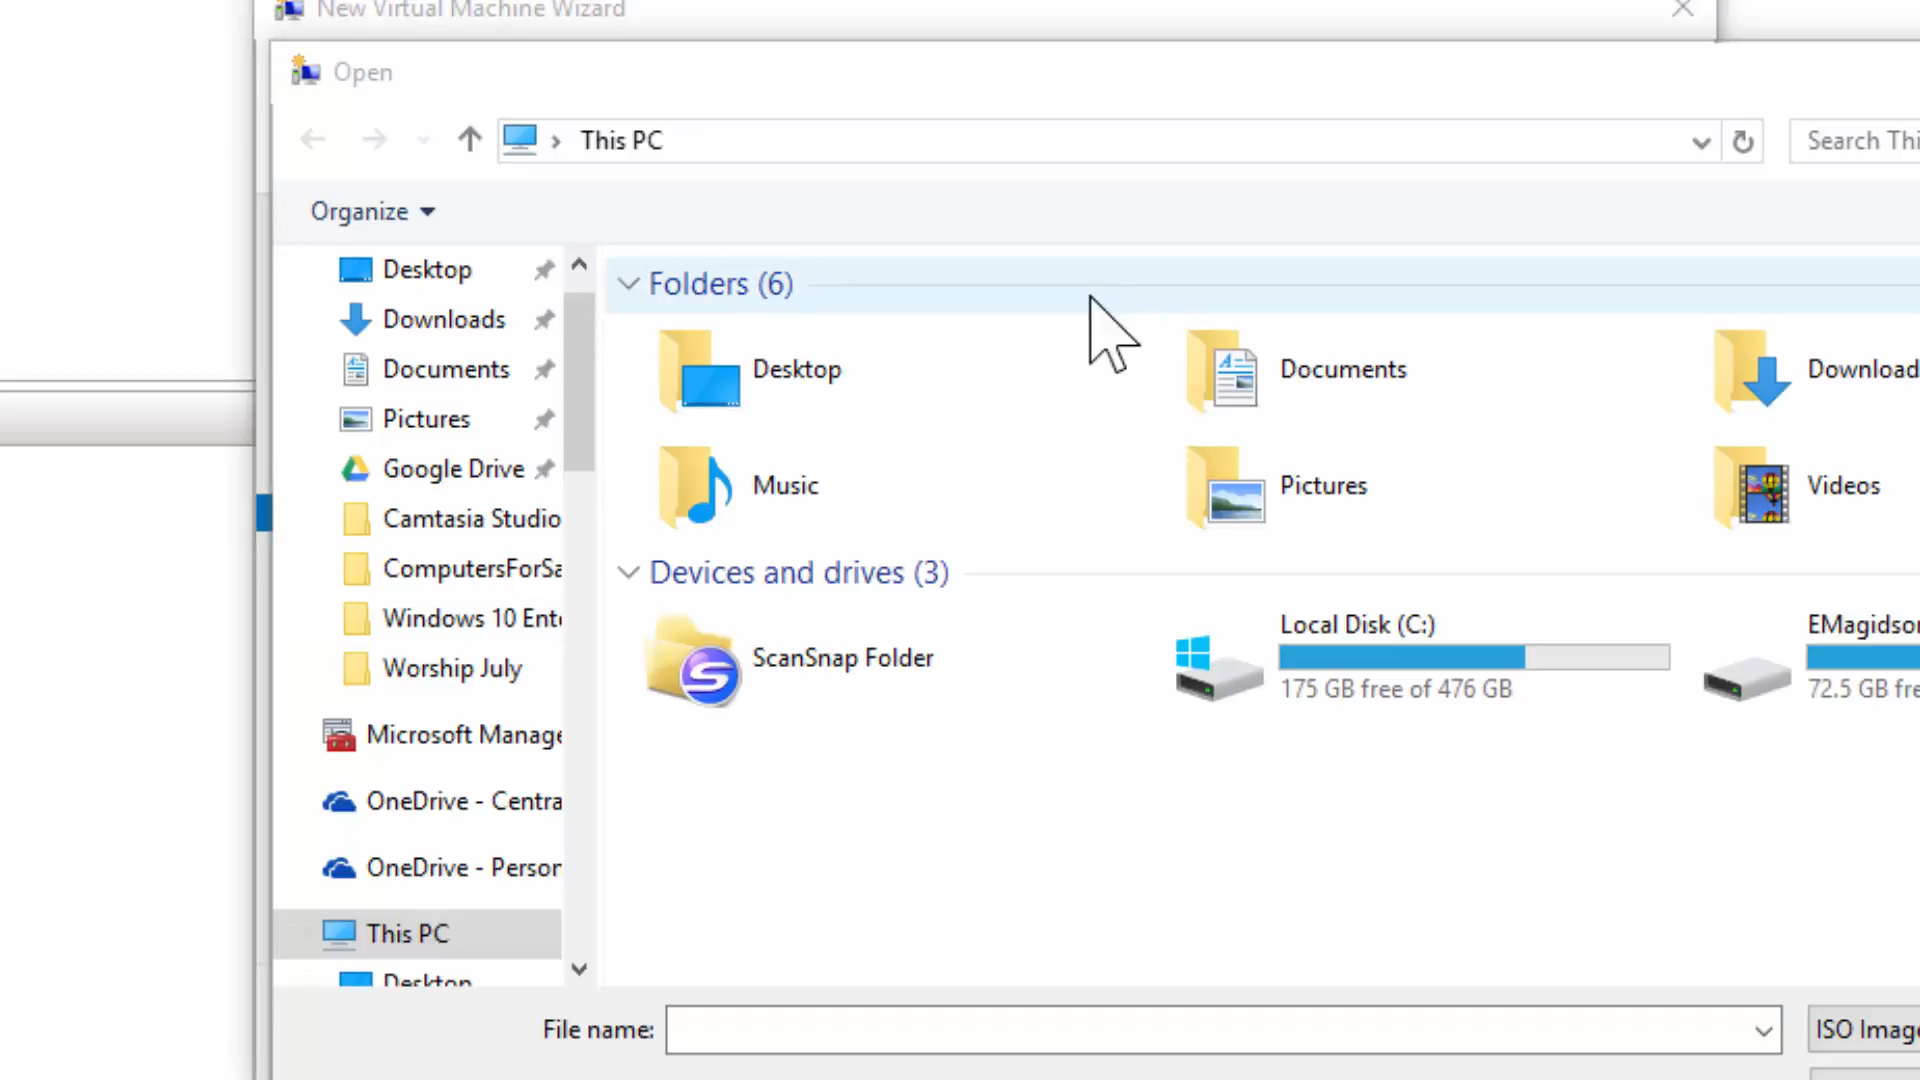 New Virtual Machine Wizard
Open
This PC
Search Thi
Organize
Desktop
Downloads
Documents
Pictures
Google Drive
Camtasia Studio
ComputersForSa
Windows 10 Ente
Worship July
Microsoft Manage
OneDrive - Centra
OneDrive - Person
This PC
Desktop
Folders (6)
Desktop
Documents
Download
Music
Pictures
Videos
Devices and drives (3)
ScanSnap Folder
Local Disk (C:)
175 GB free of 476 GB
EMagidson
72.5 GB fre
File name:
ISO Image